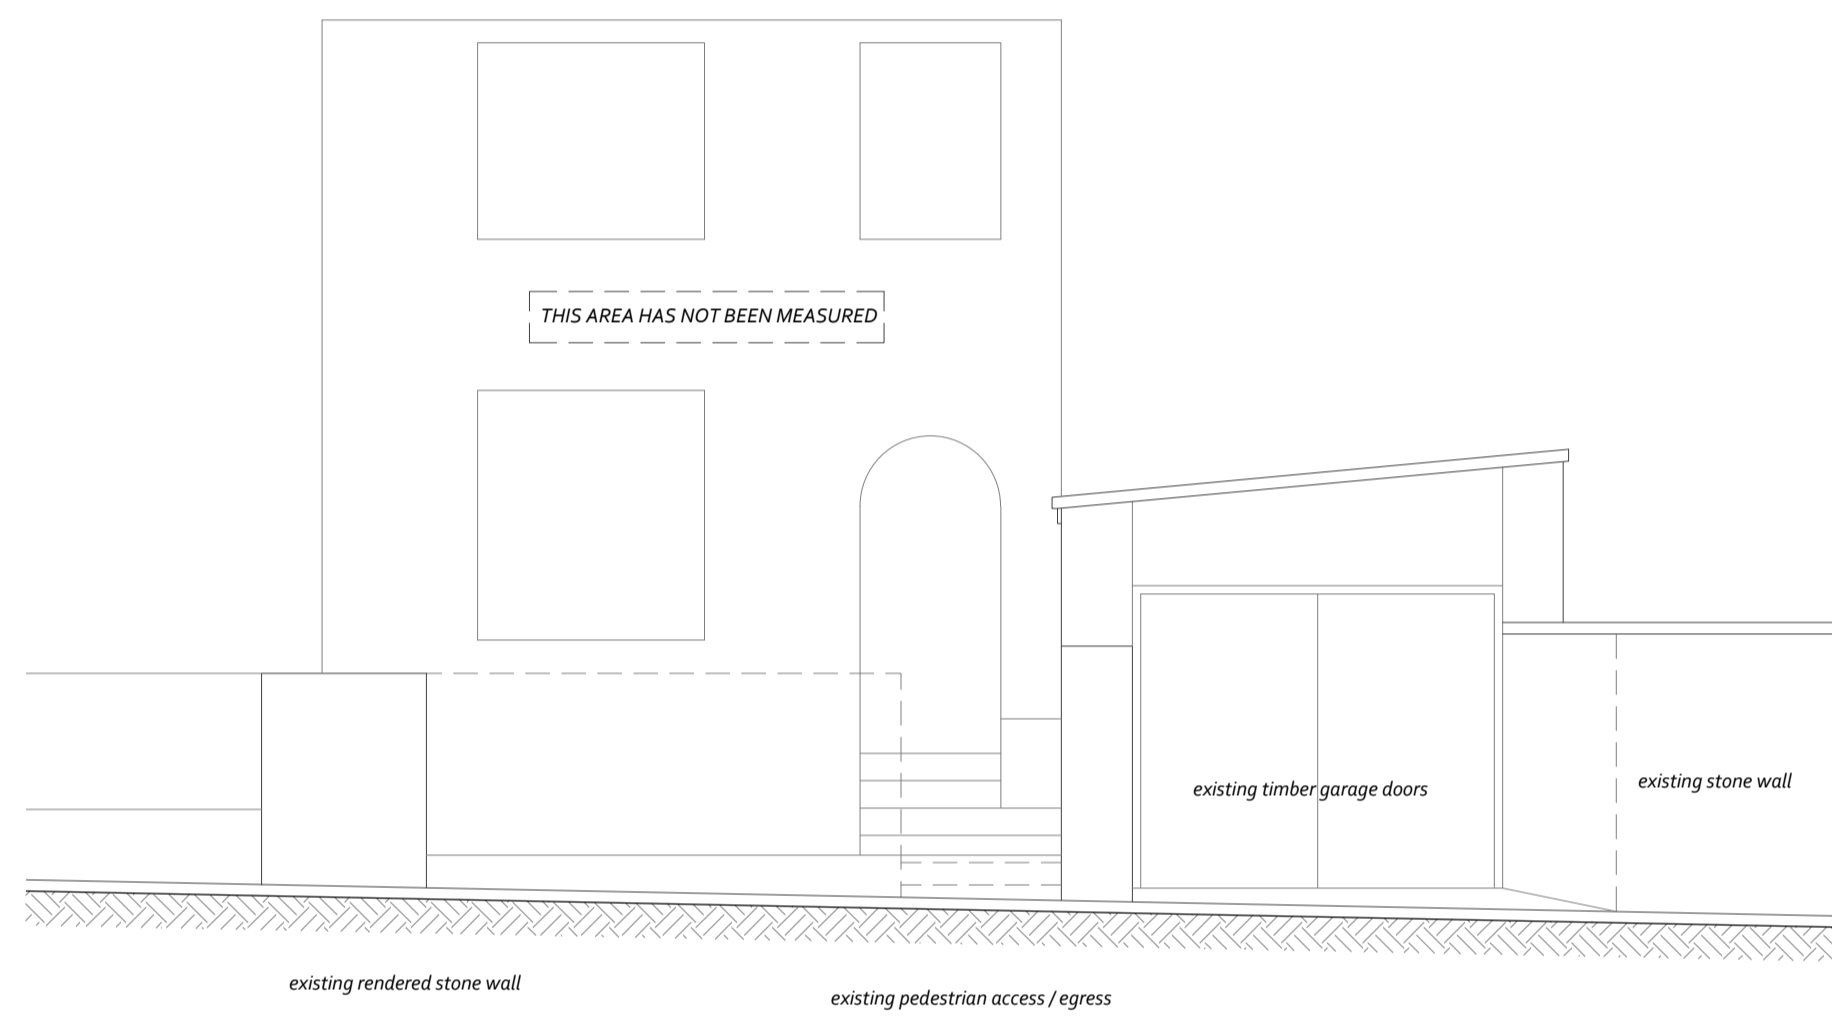 THIS AREA HAS NOT BEEN MEASURED
existing timber garage doors
existing stone wall
existing rendered stone wall
existing pedestrian access / egress